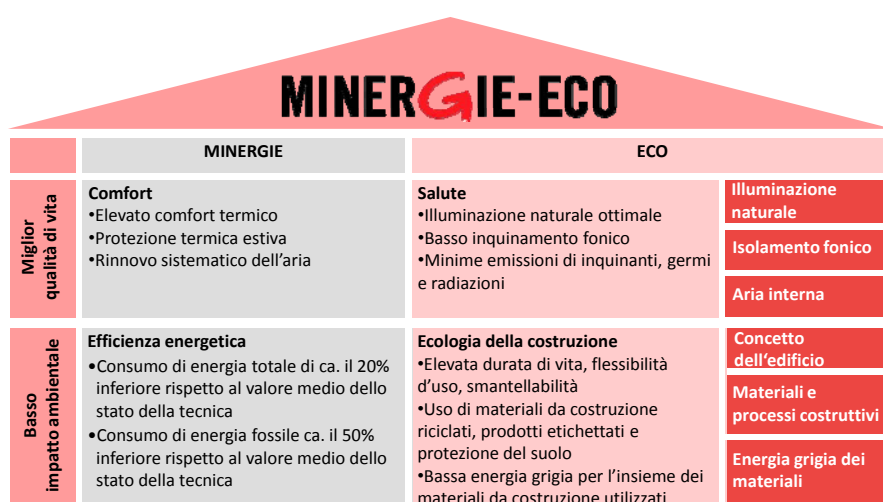 MINERGIE-ECO
MINERGIE
ECO
Miglior
qualità di vita
Comfort
•Elevato comfort termico
•Protezione termica estiva
•Rinnovo sistematico dell'aria
Salute
•Illuminazione naturale ottimale
•Basso inquinamento fonico
•Minime emissioni di inquinanti, germi
e radiazioni
Illuminazione
naturale
Isolamento fonico
Aria interna
Basso
impatto ambientale
Efficienza energetica
•Consumo di energia totale di ca. il 20%
inferiore rispetto al valore medio dello
stato della tecnica
•Consumo di energia fossile ca. il 50%
inferiore rispetto al valore medio dello
stato della tecnica
Ecologia della costruzione
•Elevata durata di vita, flessibilità
d'uso, smantellabilità
•Uso di materiali da costruzione
riciclati, prodotti etichettati e
protezione del suolo
•Bassa energia grigia per l'insieme dei
materiali da costruzione utilizzati
Concetto
dell'edificio
Materiali e
processi costruttivi
Energia grigia dei
materiali